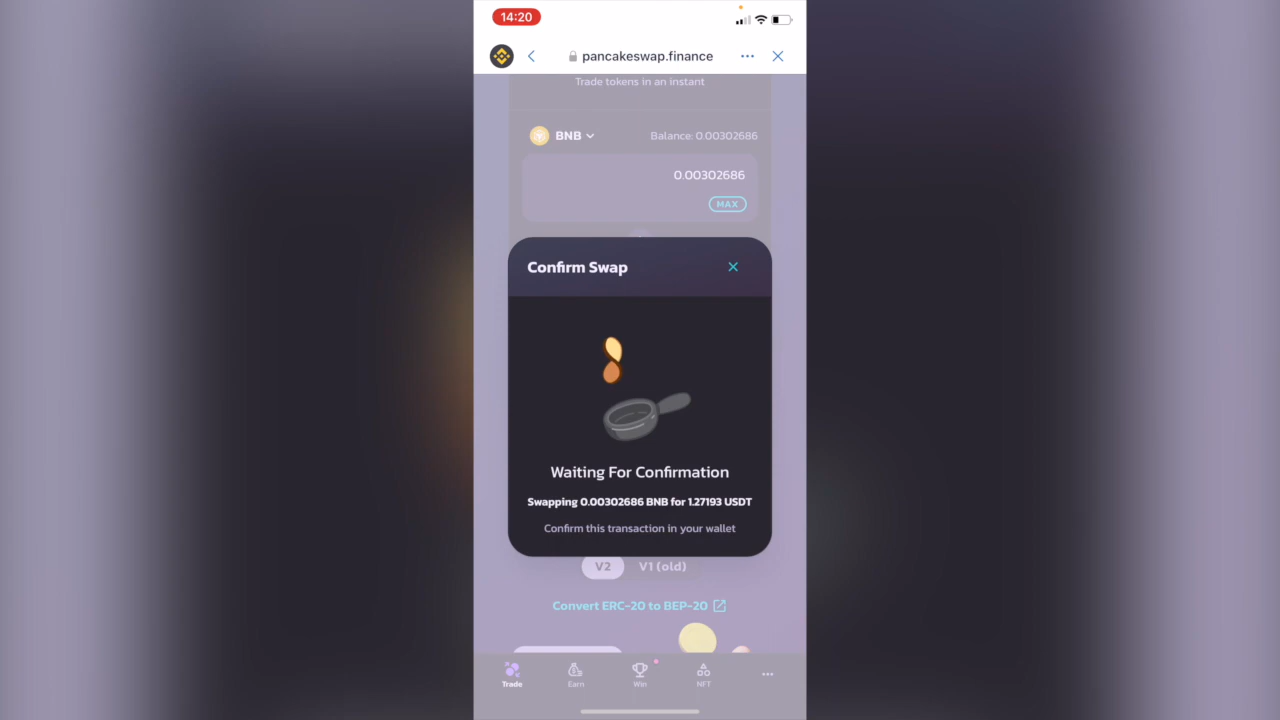 14:20
pancakeswap.finance
Trade tokens in an instant
BNB Balance: 0.00302686
0.00302686
MAX
Confirm Swap
Waiting For Confirmation
Swapping 0.00302686 BNB for 1.27193 USDT
Confirm this transaction in your wallet
V2 V1 (old)
Convert ERC-20 to BEP-20
Trade Earn Win NFT